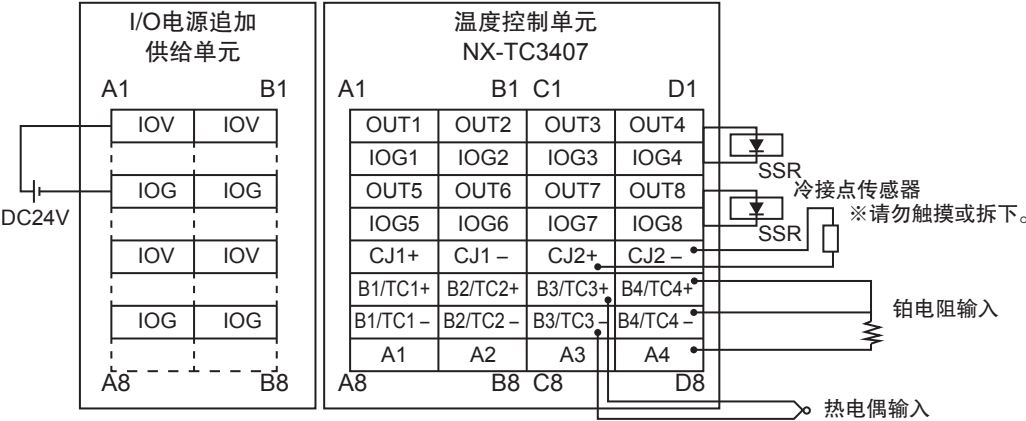 I/O电源追加
供给单元
A1 B1
IOV IOV
IOG IOG
IOV IOV
IOG IOG
A8 B8
DC24V
温度控制单元
NX-TC3407
A1 B1 C1 D1
OUT1 OUT2 OUT3 OUT4
IOG1 IOG2 IOG3 IOG4
OUT5 OUT6 OUT7 OUT8
IOG5 IOG6 IOG7 IOG8
CJ1+ CJ1 – CJ2+ CJ2 –
B1/TC1+ B2/TC2+ B3/TC3+ B4/TC4+
B1/TC1 – B2/TC2 – B3/TC3 – B4/TC4 –
A1 A2 A3 A4
A8 B8 C8 D8
SSR
SSR
冷接点传感器
※请勿触摸或拆下。
铂电阻输入
热电偶输入